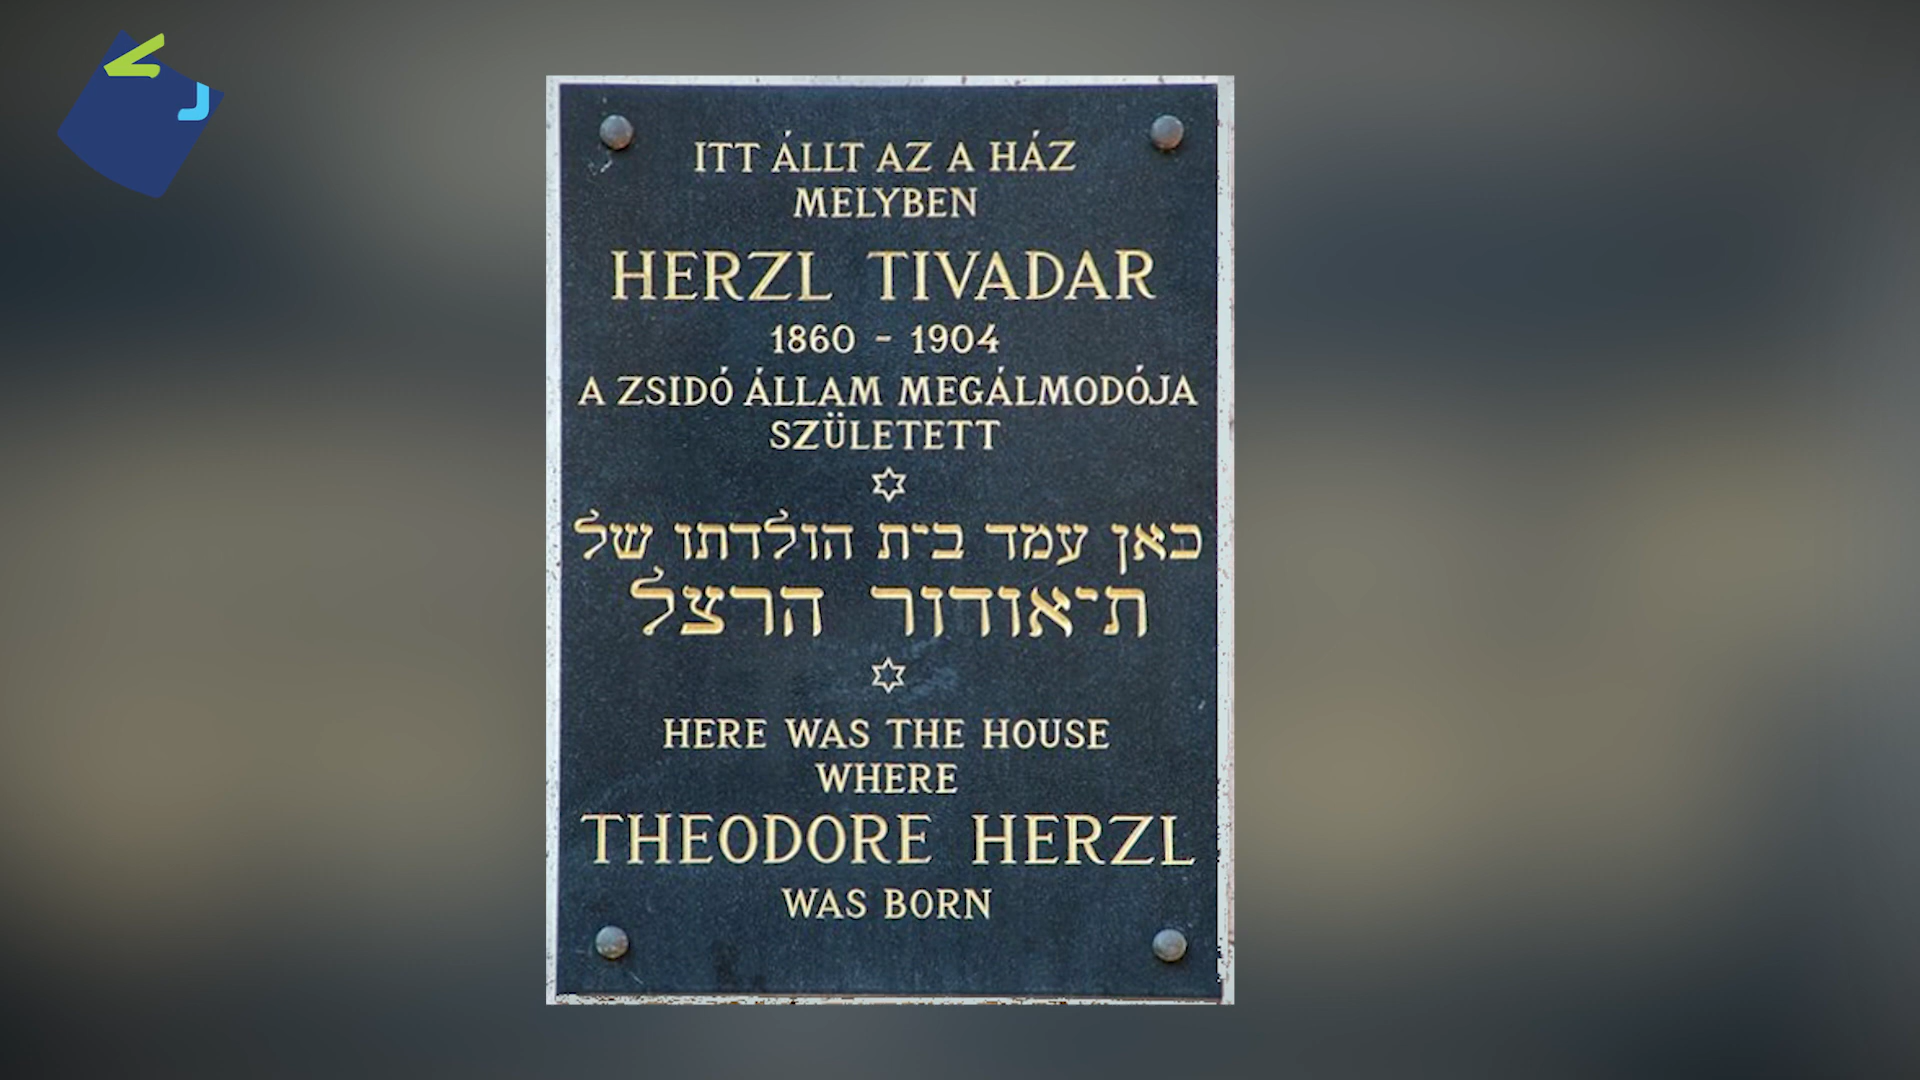 ITT ÁLLT AZ A HÁZ
MELYBEN
HERZL TIVADAR
1860 - 1904
A ZSIDÓ ÁLLAM MEGÁLMODÓJA
SZÜLETETT
כאן עמד בית הולדתו של
תיאודור הרצל
HERE WAS THE HOUSE
WHERE
THEODORE HERZL
WAS BORN